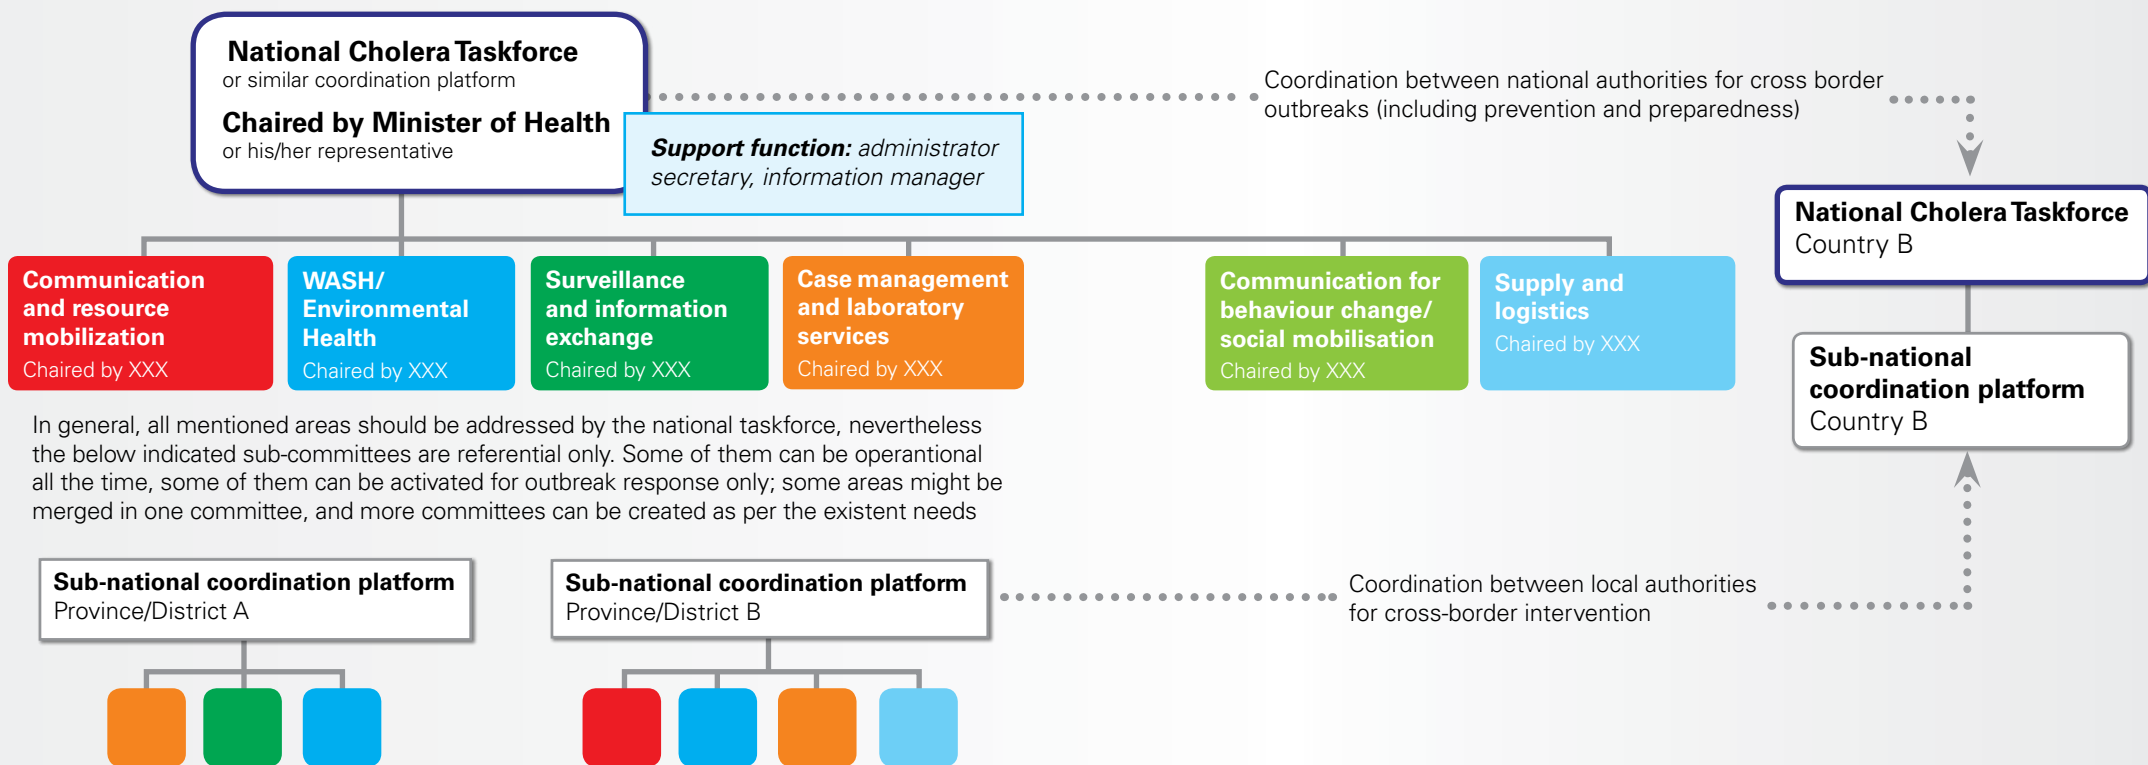 National Cholera Taskforce
or similar coordination platform
Chaired by Minister of Health
or his/her representative
Support function: administrator
secretary, information manager
Coordination between national authorities for cross border
outbreaks (including prevention and preparedness)
National Cholera Taskforce
Country B
Sub-national
coordination platform
Country B
Communication
and resource
mobilization
Chaired by XXX
WASH/
Environmental
Health
Chaired by XXX
Surveillance
and information
exchange
Chaired by XXX
Case management
and laboratory
services
Chaired by XXX
Communication for
behaviour change/
social mobilisation
Chaired by XXX
Supply and
logistics
Chaired by XXX
In general, all mentioned areas should be addressed by the national taskforce, nevertheless
the below indicated sub-committees are referential only. Some of them can be operantional
all the time, some of them can be activated for outbreak response only; some areas might be
merged in one committee, and more committees can be created as per the existent needs
Sub-national coordination platform
Province/District A
Sub-national coordination platform
Province/District B
Coordination between local authorities
for cross-border intervention